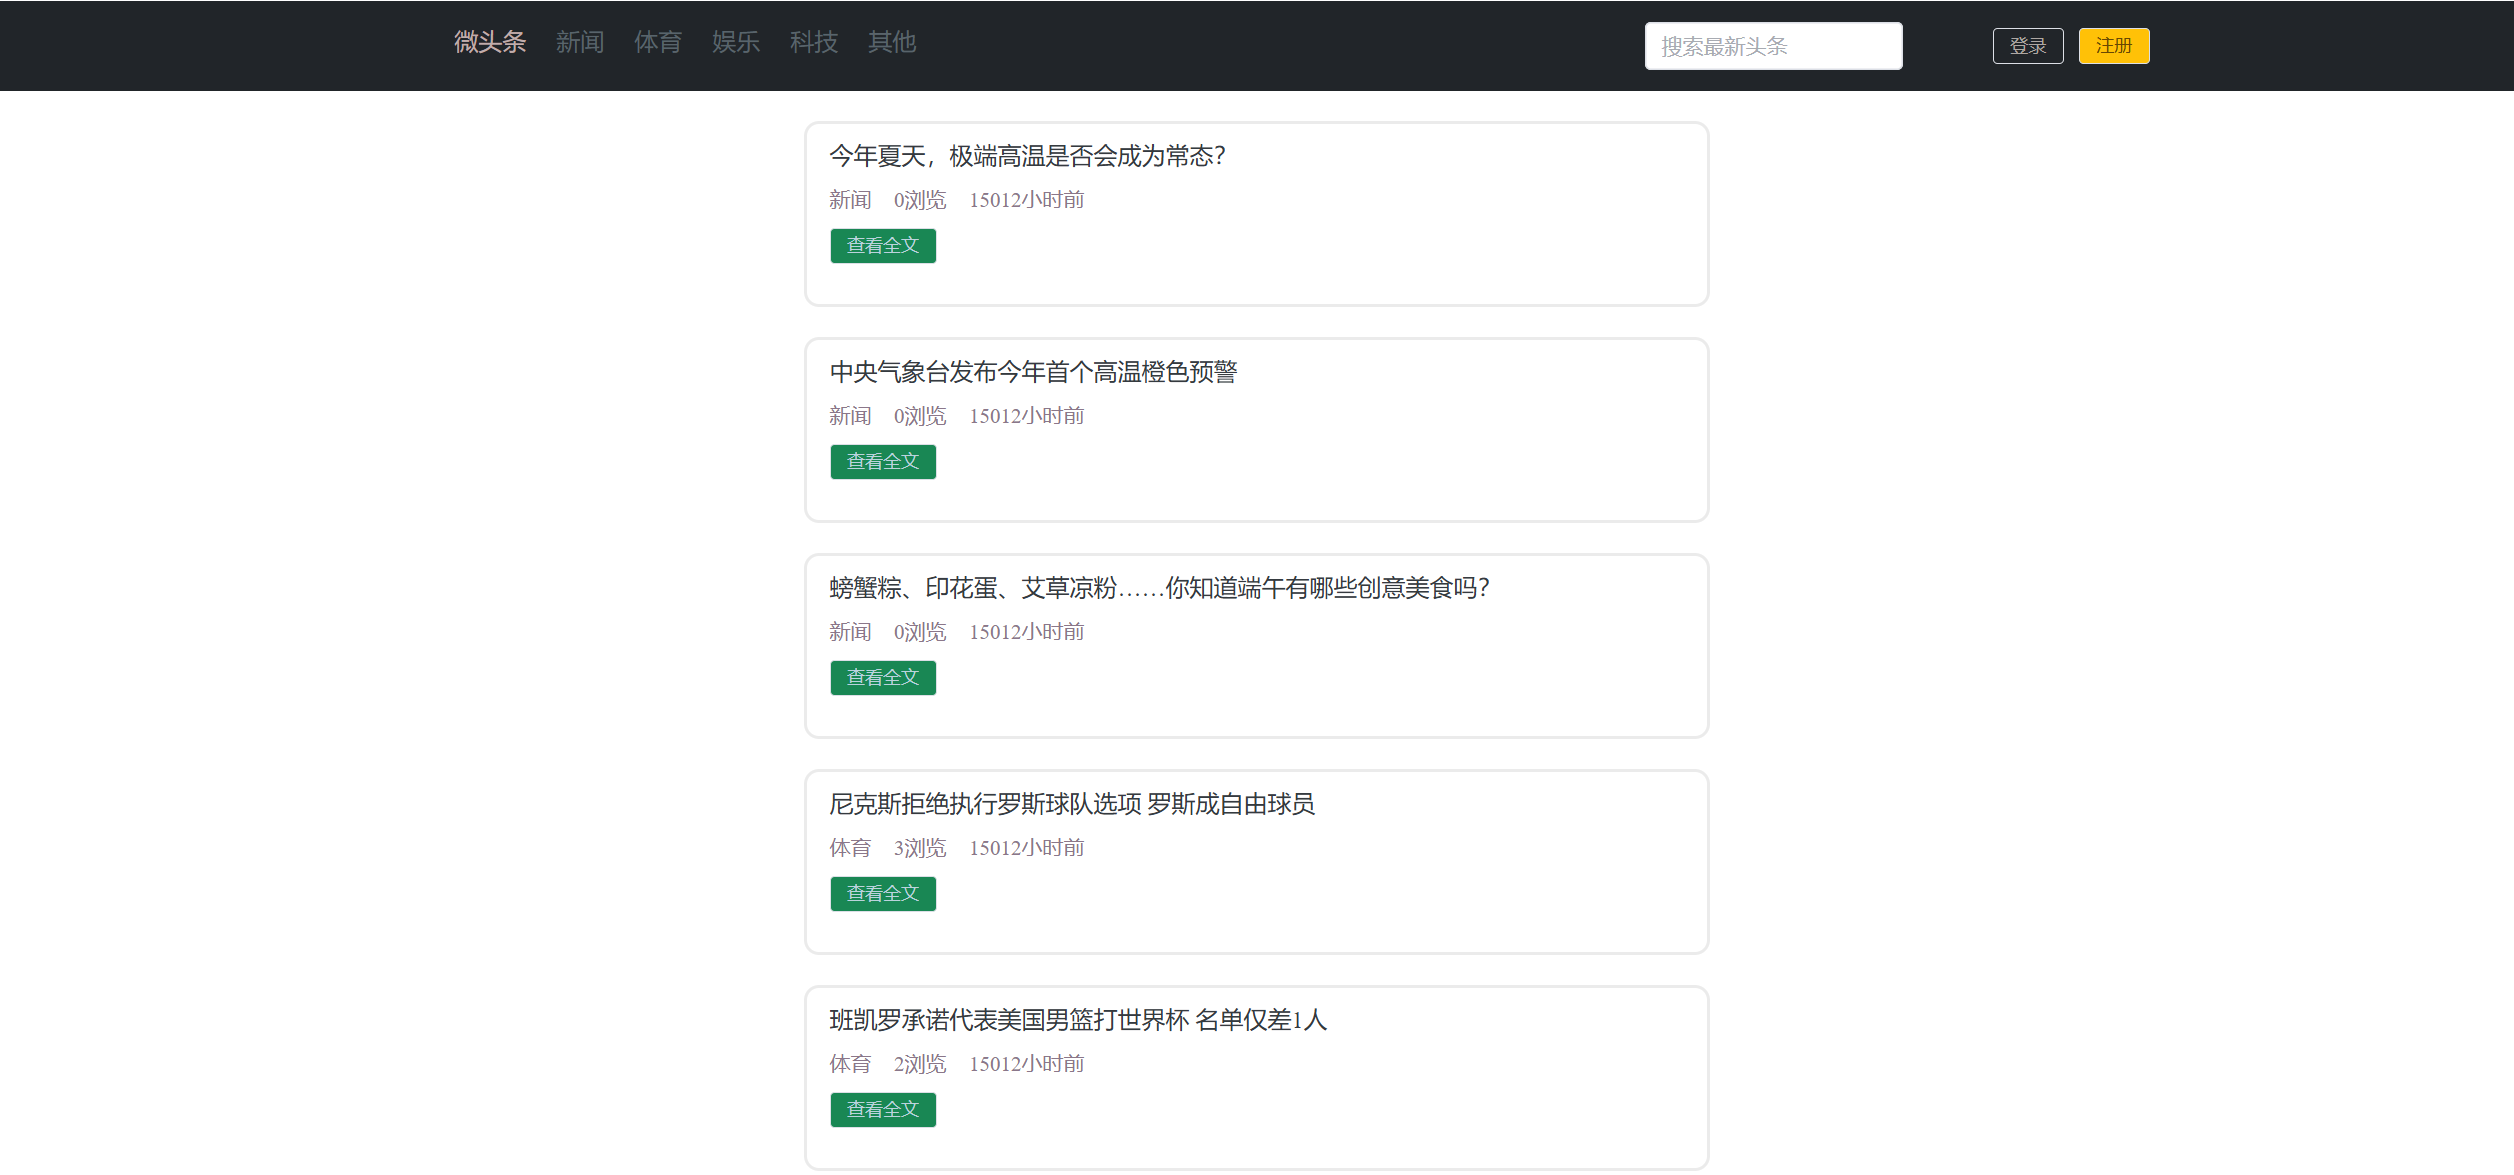 微头条 新闻 体育 娱乐 科技 其他 搜索最新头条 登录 注册
今年夏天，极端高温是否会成为常态？
新闻 0浏览 15012小时前
查看全文
中央气象台发布今年首个高温橙色预警
新闻 0浏览 15012小时前
查看全文
螃蟹粽、印花蛋、艾草凉粉……你知道端午有哪些创意美食吗？
新闻 0浏览 15012小时前
查看全文
尼克斯拒绝执行罗斯球队选项 罗斯成自由球员
体育 3浏览 15012小时前
查看全文
班凯罗承诺代表美国男篮打世界杯 名单仅差1人
体育 2浏览 15012小时前
查看全文